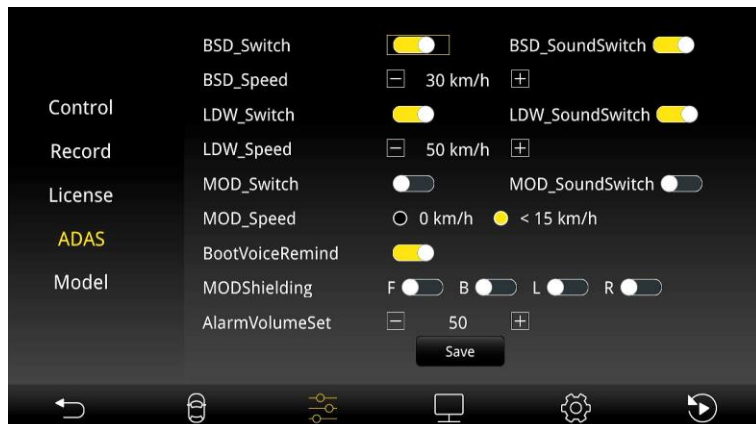 BSD_Switch BSD_SoundSwitch
BSD_Speed 30 km/h
Control
LDW_Switch LDW_SoundSwitch
Record
LDW_Speed 50 km/h
License
MOD_Switch MOD_SoundSwitch
MOD_Speed 0 km/h < 15 km/h
ADAS
BootVoiceRemind
Model
MODShielding F B L R
AlarmVolumeSet 50
Save